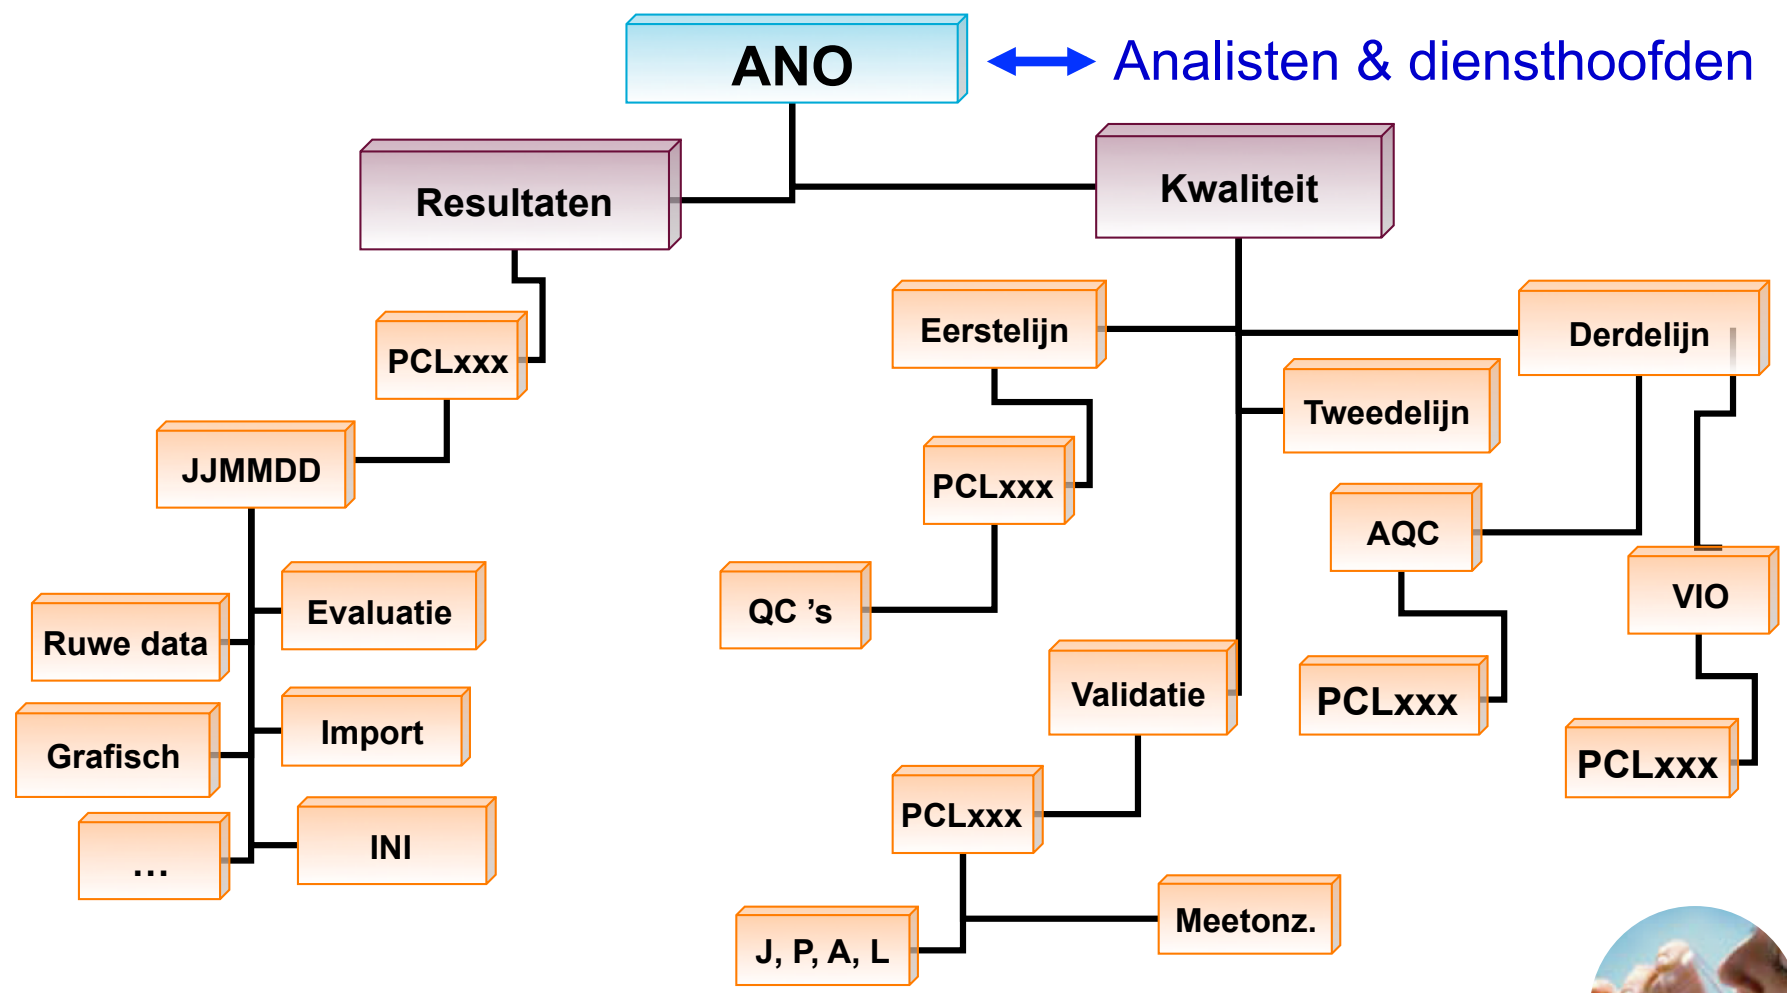 ANO
Analisten & diensthoofden
Resultaten
Kwaliteit
Eerstelijn
Derdelijn
PCLxxx
Tweedelijn
JJMMDD
PCLxxx
AQC
Evaluatie
QC ’s
VIO
Ruwe data
Validatie
PCLxxx
Import
Grafisch
PCLxxx
PCLxxx
INI
…
Meetonz.
J, P, A, L